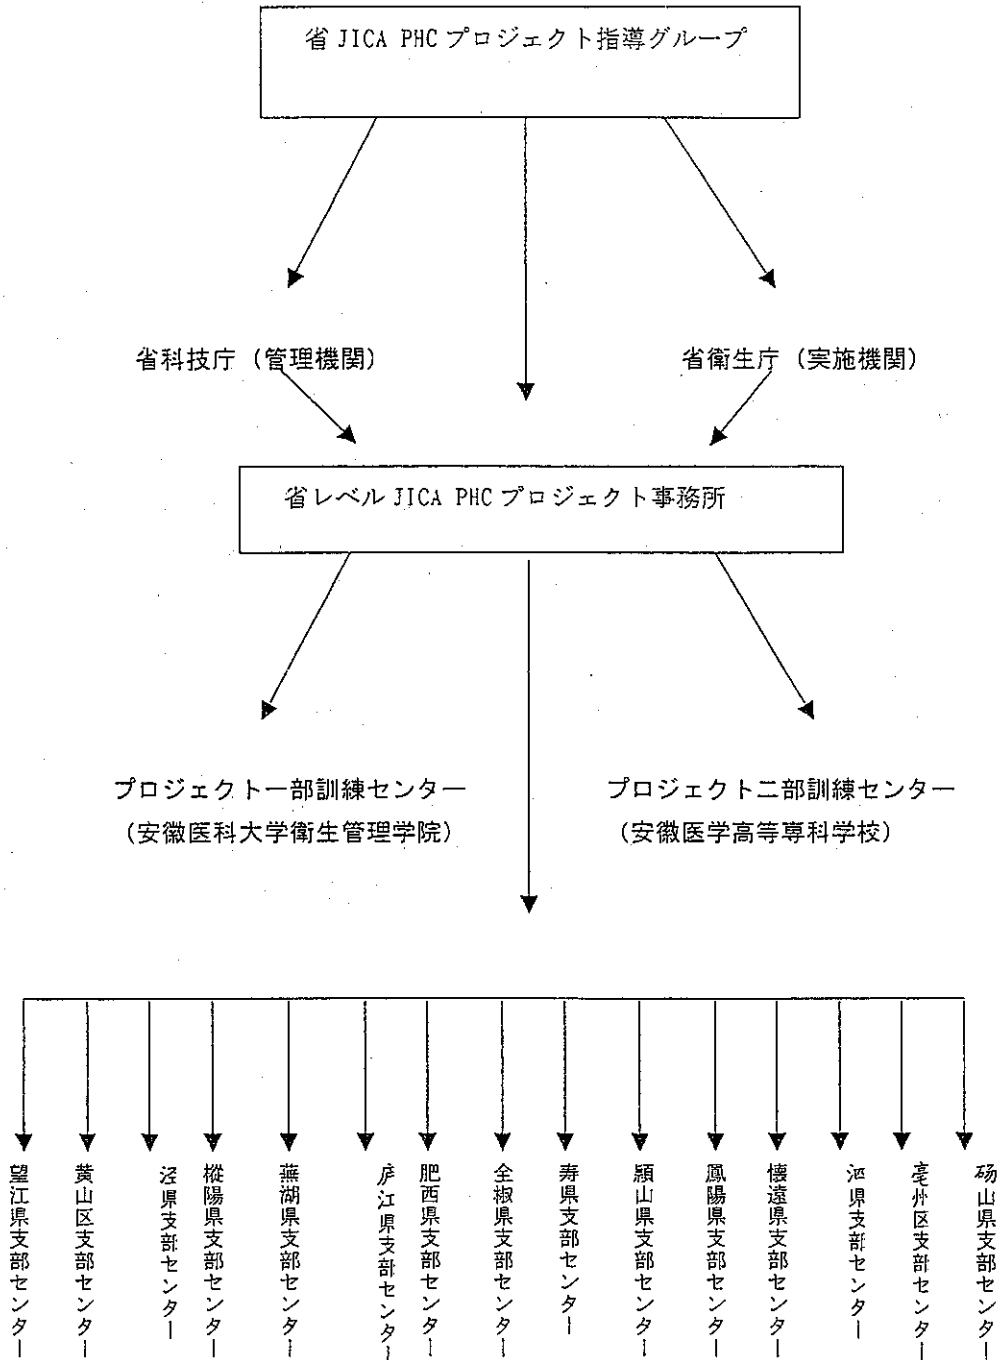 省 JICA PHC プロジェクト指導グループ
省科技庁（管理機関）
省衛生庁（実施機関）
省レベル JICA PHC プロジェクト事務所
プロジェクト一部訓練センター
（安徽医科大学衛生管理学院）
プロジェクト二部訓練センター
（安徽医学高等専科学校）
望江県支部センター
黄山区支部センター
泾県支部センター
樅陽県支部センター
蕪湖県支部センター
庐江県支部センター
肥西県支部センター
全椒県支部センター
寿県支部センター
頴山県支部センター
鳳陽県支部センター
懐遠県支部センター
泗県支部センター
亳州区支部センター
砀山県支部センター